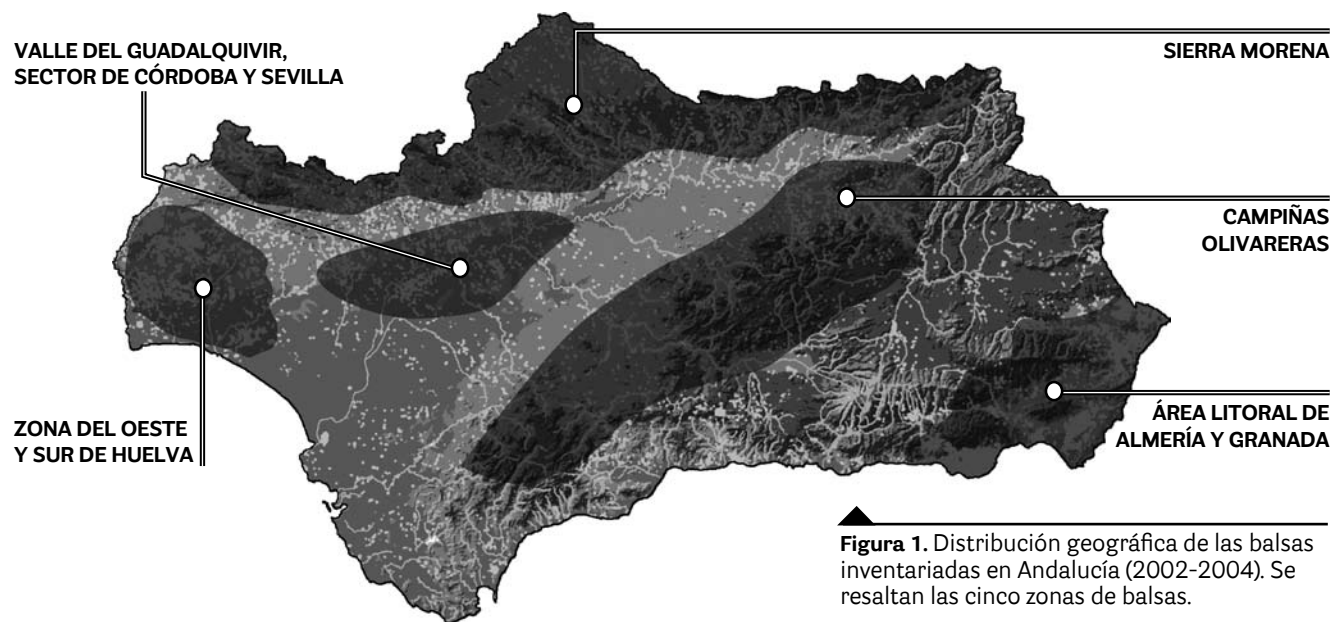 VALLE DEL GUADALQUIVIR,
SECTOR DE CÓRDOBA Y SEVILLA
SIERRA MORENA
CAMPIÑAS
OLIVARERAS
ZONA DEL OESTE
Y SUR DE HUELVA
ÁREA LITORAL DE
ALMERÍA Y GRANADA
Figura 1. Distribución geográfica de las balsas
inventariadas en Andalucía (2002-2004). Se
resaltan las cinco zonas de balsas.